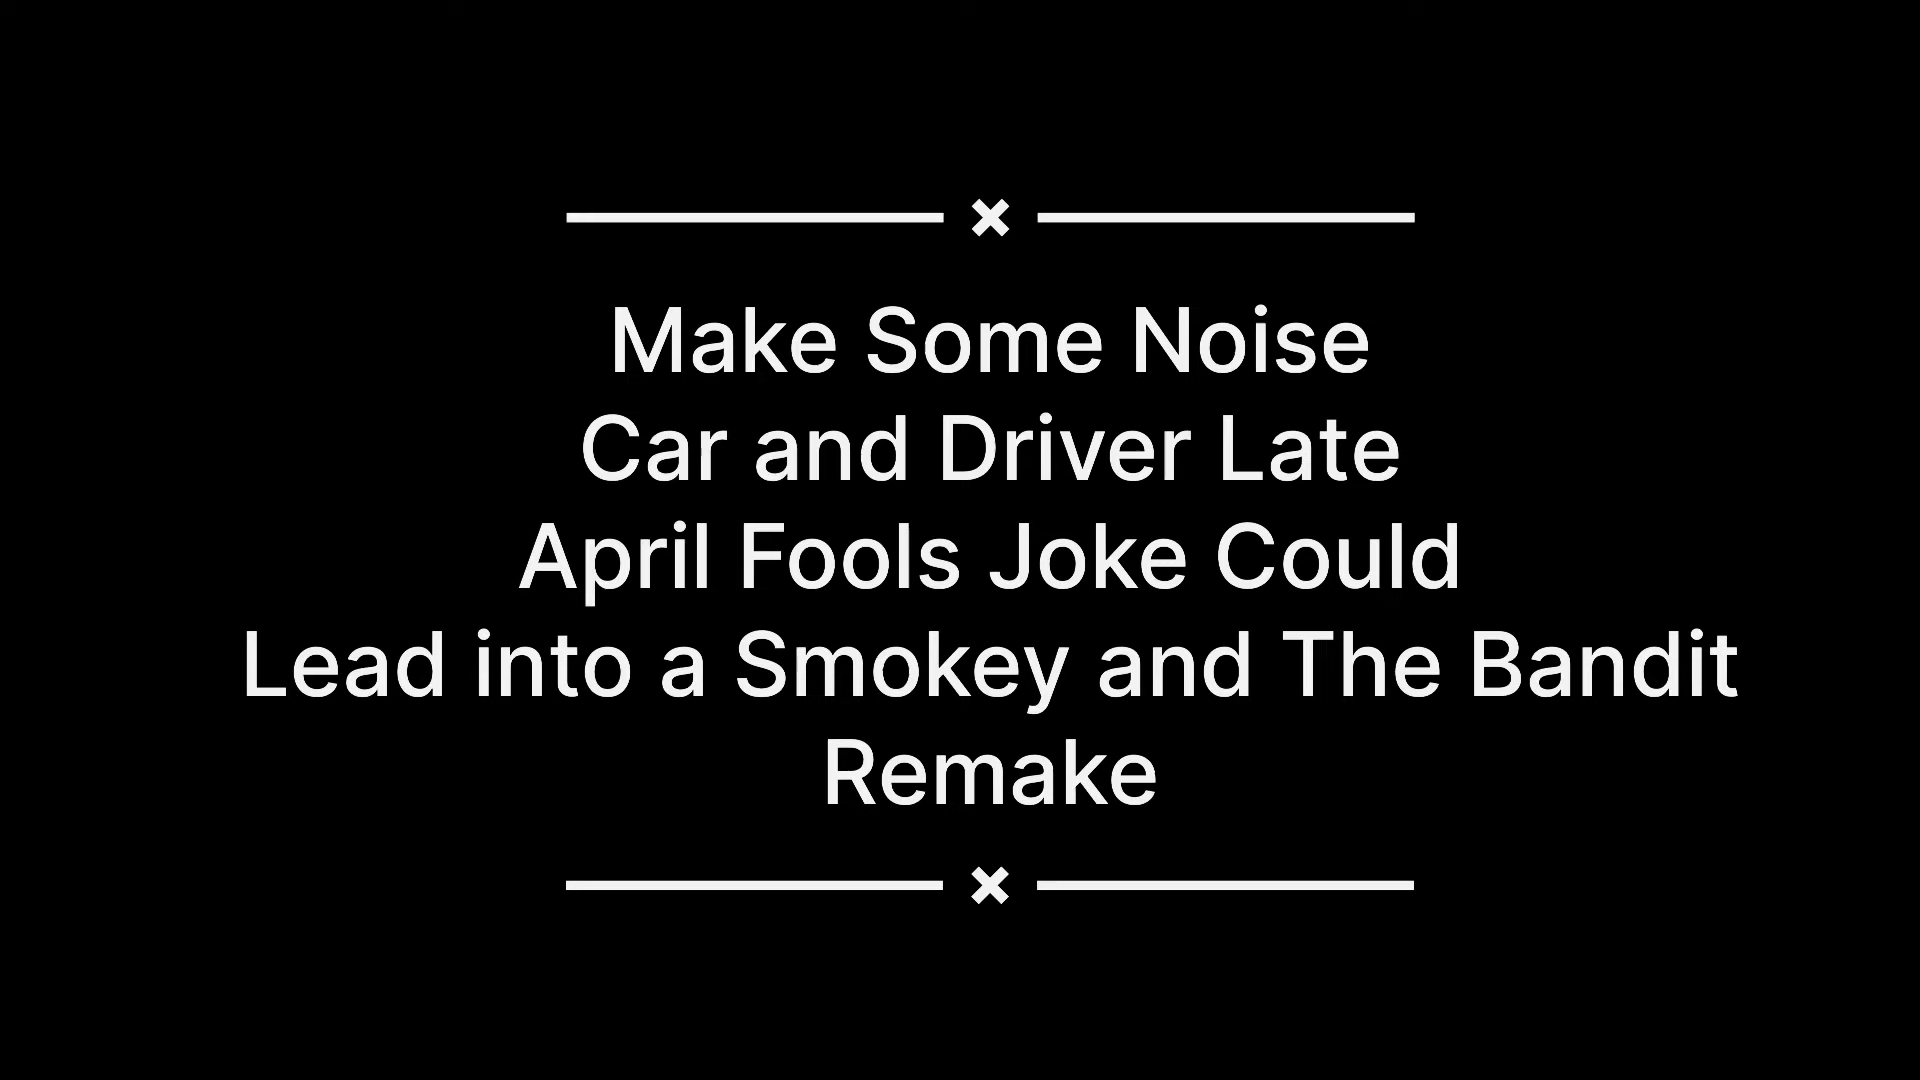 Make Some Noise
Car and Driver Late
April Fools Joke Could
Lead into a Smokey and The Bandit
Remake